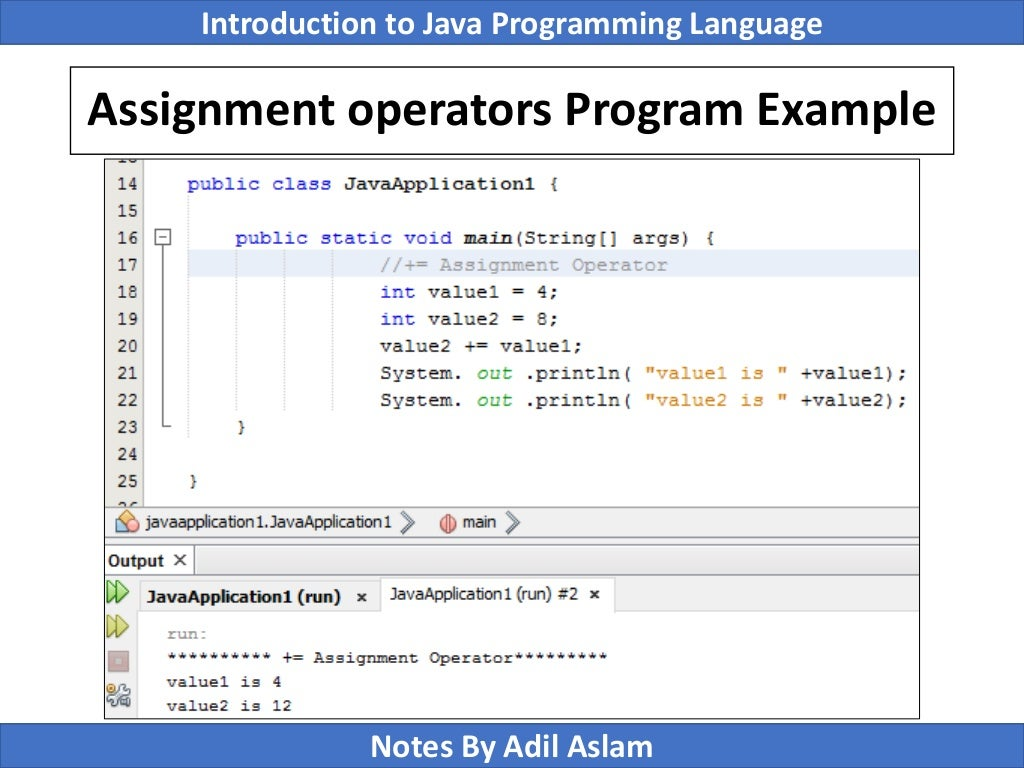 Introduction to Java Programming Language
Assignment operators Program Example
14 public class JavaApplication1 {
15
16 public static void main(String[] args) {
17 //+= Assignment Operator
18 int value1 = 4;
19 int value2 = 8;
20 value2 += value1;
21 System. out .println( "value1 is " +value1);
22 System. out .println( "value2 is " +value2);
23 }
24
25 }
javaapplication1.JavaApplication1 main
Output
JavaApplication1 (run) JavaApplication1 (run) #2
run:
********** += Assignment Operator*********
value1 is 4
value2 is 12
Notes By Adil Aslam